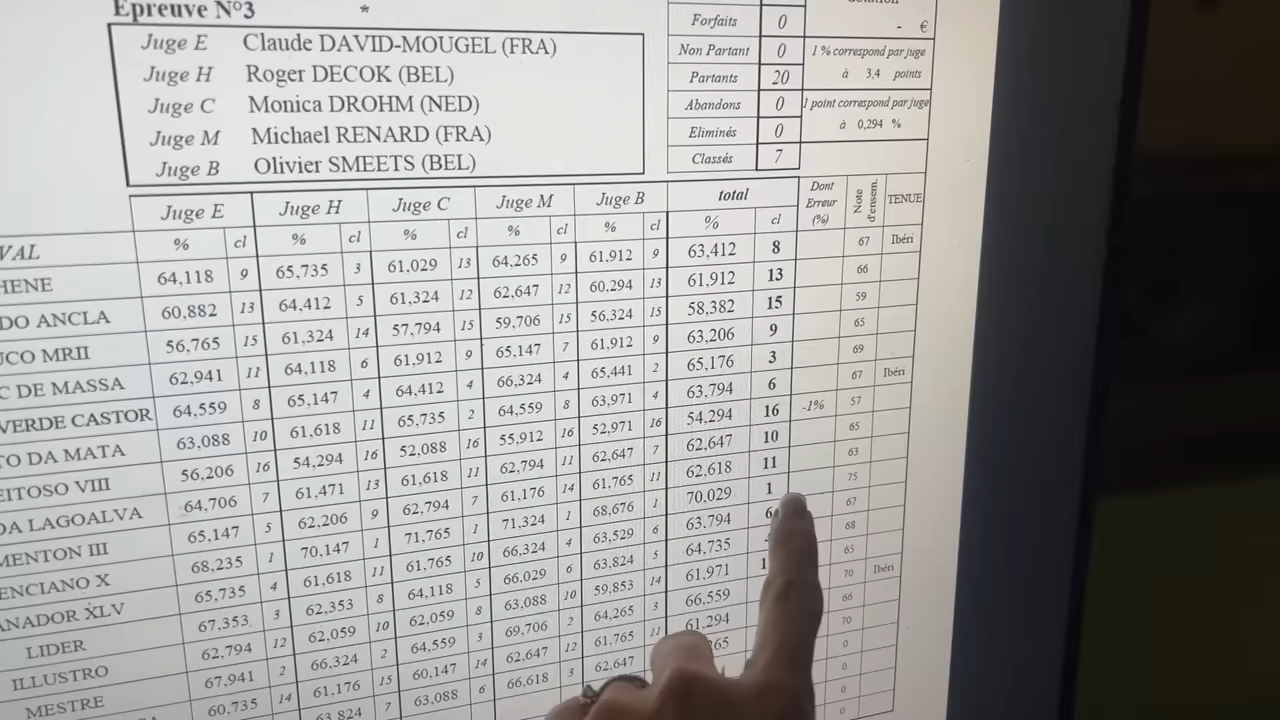 Epreuve N°3 *
Juge E Claude DAVID-MOUGEL (FRA)
Juge H Roger DECOK (BEL)
Juge C Monica DROHM (NED)
Juge M Michael RENARD (FRA)
Juge B Olivier SMEETS (BEL)
Forfaits 0
Non Partant 0
Partants 20
Abandons 0
Eliminés 0
Classés 7
- €
1 % correspond par juge
à 3,4 points
1 point correspond par juge
à 0,294 %
Juge E Juge H Juge C Juge M Juge B total Dont Erreur (%) Note d'ensem. TENUE
VAL % cl % cl % cl % cl % cl % cl
HENE 64,118 9 65,735 3 61,029 13 64,265 9 61,912 9 63,412 8 67 Ibéri
DO ANCLA 60,882 13 64,412 5 61,324 12 62,647 12 60,294 13 61,912 13 66
UCO MRII 56,765 15 61,324 14 57,794 15 59,706 15 56,324 15 58,382 15 59
C DE MASSA 62,941 11 64,118 6 61,912 9 65,147 7 61,912 9 63,206 9 65
VERDE CASTOR 64,559 8 65,147 4 64,412 4 66,324 4 65,441 2 65,176 3 69
TO DA MATA 63,088 10 61,618 11 65,735 2 64,559 8 63,971 4 63,794 6 67 Ibéri
EITOSO VIII 56,206 16 54,294 16 52,088 16 55,912 16 52,971 16 54,294 16 -1% 57
DA LAGOALVA 64,706 7 61,471 13 61,618 11 62,794 11 62,647 7 62,647 10 65
MENTON III 65,147 5 62,206 9 62,794 7 61,176 14 61,765 11 62,618 11 63
ENCIANO X 68,235 1 70,147 1 71,765 1 71,324 1 68,676 1 70,029 1 75
ANADOR XLV 65,735 4 61,618 11 61,765 10 66,324 4 63,529 6 63.794 6 67
LIDER 67,353 3 62,353 8 64,118 5 66,029 6 63,824 5 64,735 68
ILLUSTRO 62,794 12 62,059 10 62,059 8 63,088 10 59,853 14 61,971 65
MESTRE 67,941 2 66,324 2 64,559 3 69,706 2 64,265 3 66.559 70 Ibéri
60,735 14 61,176 15 60,147 14 62,647 12 61,765 11 61,294 66
63,824 7 63,088 6 66,618 3 62,647 70
0
0
0
0